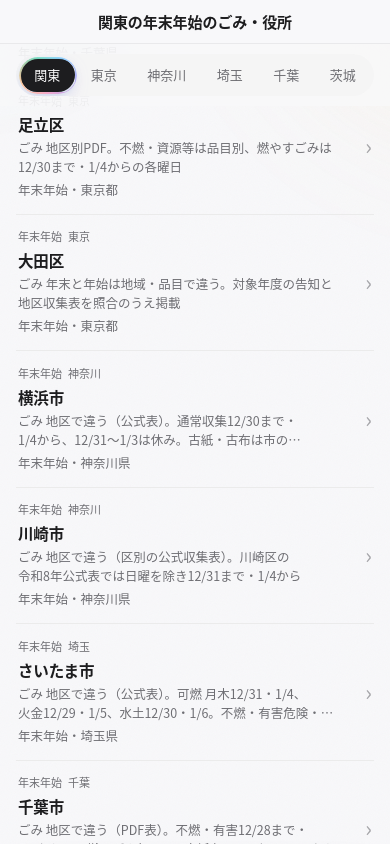 関東の年末年始のごみ・役所
関東 東京 神奈川 埼玉 千葉 茨城
足立区
ごみ 地区別PDF。不燃・資源等は品目別、燃やすごみは
12/30まで・1/4からの各曜日
年末年始・東京都
年末年始 東京
大田区
ごみ 年末と年始は地域・品目で違う。対象年度の告知と
地区収集表を照合のうえ掲載
年末年始・東京都
年末年始 神奈川
横浜市
ごみ 地区で違う（公式表）。通常収集12/30まで・
1/4から、12/31〜1/3は休み。古紙・古布は市の…
年末年始・神奈川県
年末年始 神奈川
川崎市
ごみ 地区で違う（区別の公式収集表）。川崎区の
令和8年公式表では日曜を除き12/31まで・1/4から
年末年始・神奈川県
年末年始 埼玉
さいたま市
ごみ 地区で違う（公式表）。可燃 月木12/31・1/4、
火金12/29・1/5、水土12/30・1/6。不燃・有害危険・…
年末年始・埼玉県
年末年始 千葉
千葉市
ごみ 地区で違う（PDF表）。不燃・有害12/28まで・